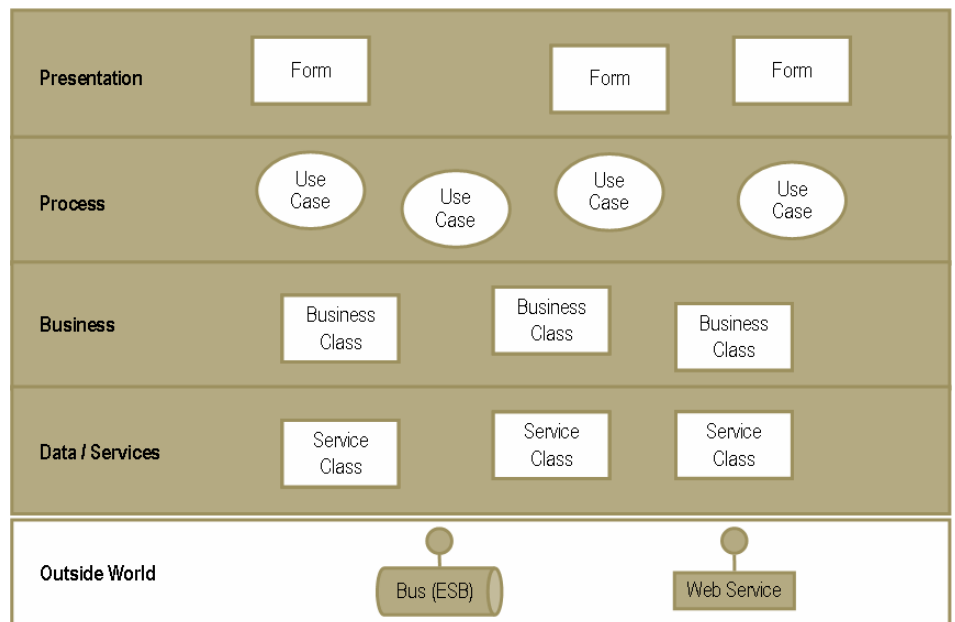 Presentation
Form
Form
Form
Process
Use
Case
Use
Case
Use
Case
Use
Case
Business
Business
Class
Business
Class
Business
Class
Data / Services
Service
Class
Service
Class
Service
Class
Outside World
Bus (ESB)
Web Service